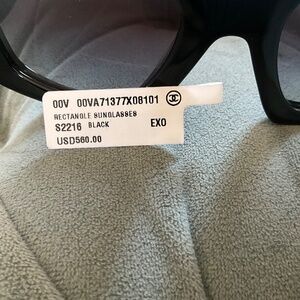 00V 00VA71377X08101
RECTANGLE SUNGLASSES
S2216 BLACK EXO
USD560.00